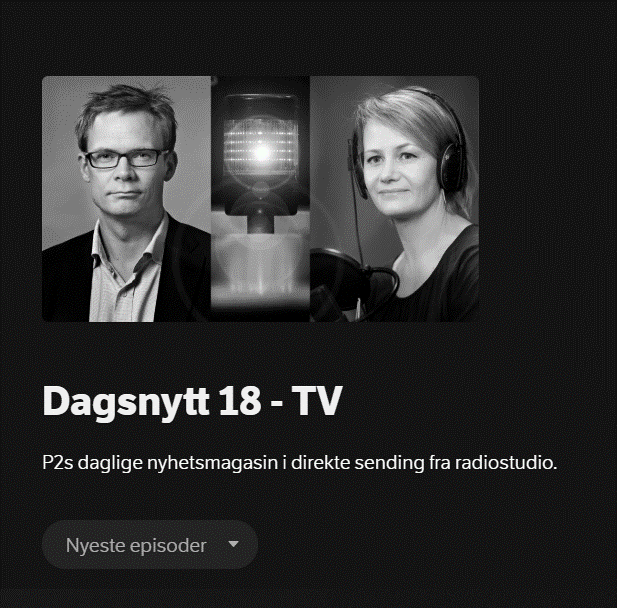 Dagsnytt 18 - TV
P2s daglige nyhetsmagasin i direkte sending fra radiostudio.
Nyeste episoder